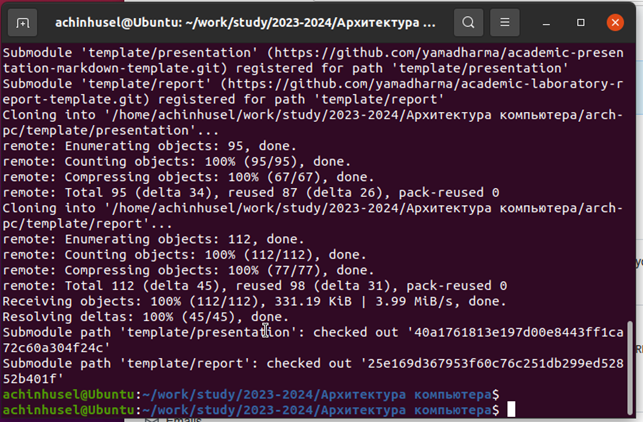 achinhusel@Ubuntu: ~/work/study/2023-2024/Архитектура ...
Submodule 'template/presentation' (https://github.com/yamadharma/academic-presen
tation-markdown-template.git) registered for path 'template/presentation'
Submodule 'template/report' (https://github.com/yamadharma/academic-laboratory-r
eport-template.git) registered for path 'template/report'
Cloning into '/home/achinhusel/work/study/2023-2024/Архитектура компьютера/arch-
pc/template/presentation'...
remote: Enumerating objects: 95, done.
remote: Counting objects: 100% (95/95), done.
remote: Compressing objects: 100% (67/67), done.
remote: Total 95 (delta 34), reused 87 (delta 26), pack-reused 0
Cloning into '/home/achinhusel/work/study/2023-2024/Архитектура компьютера/arch-
pc/template/report'...
remote: Enumerating objects: 112, done.
remote: Counting objects: 100% (112/112), done.
remote: Compressing objects: 100% (77/77), done.
remote: Total 112 (delta 45), reused 98 (delta 31), pack-reused 0
Receiving objects: 100% (112/112), 331.19 KiB | 3.99 MiB/s, done.
Resolving deltas: 100% (45/45), done.
Submodule path 'template/presentation': checked out '40a1761813e197d00e8443ff1ca
72c60a304f24c'
Submodule path 'template/report': checked out '25e169d367953f60c76c251db299ed528
52b401f'
achinhusel@Ubuntu:~/work/study/2023-2024/Архитектура компьютера$
achinhusel@Ubuntu:~/work/study/2023-2024/Архитектура компьютера$